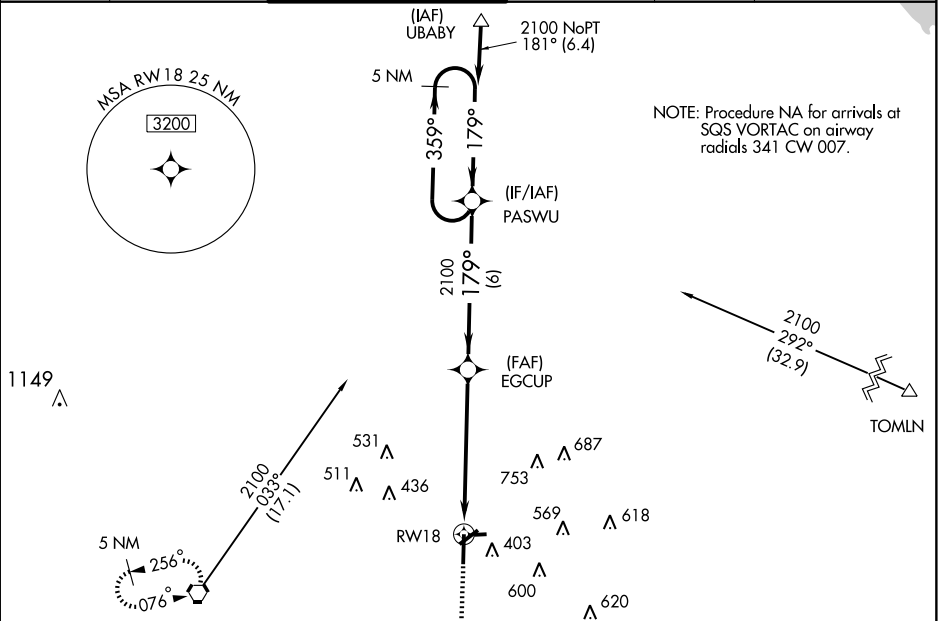 (IAF)
UBABY
2100 NoPT
181° (6.4)
5 NM
MSA RW18 25 NM
3200
359°
179°
NOTE: Procedure NA for arrivals at
SQS VORTAC on airway
radials 341 CW 007.
(IF/IAF)
PASWU
2100
179°
(6)
2100
292°
(32.9)
TOMLN
(FAF)
EGCUP
1149
531
511
436
687
753
2100
033°
(17.1)
569
618
RW18
403
600
620
5 NM
256°
076°